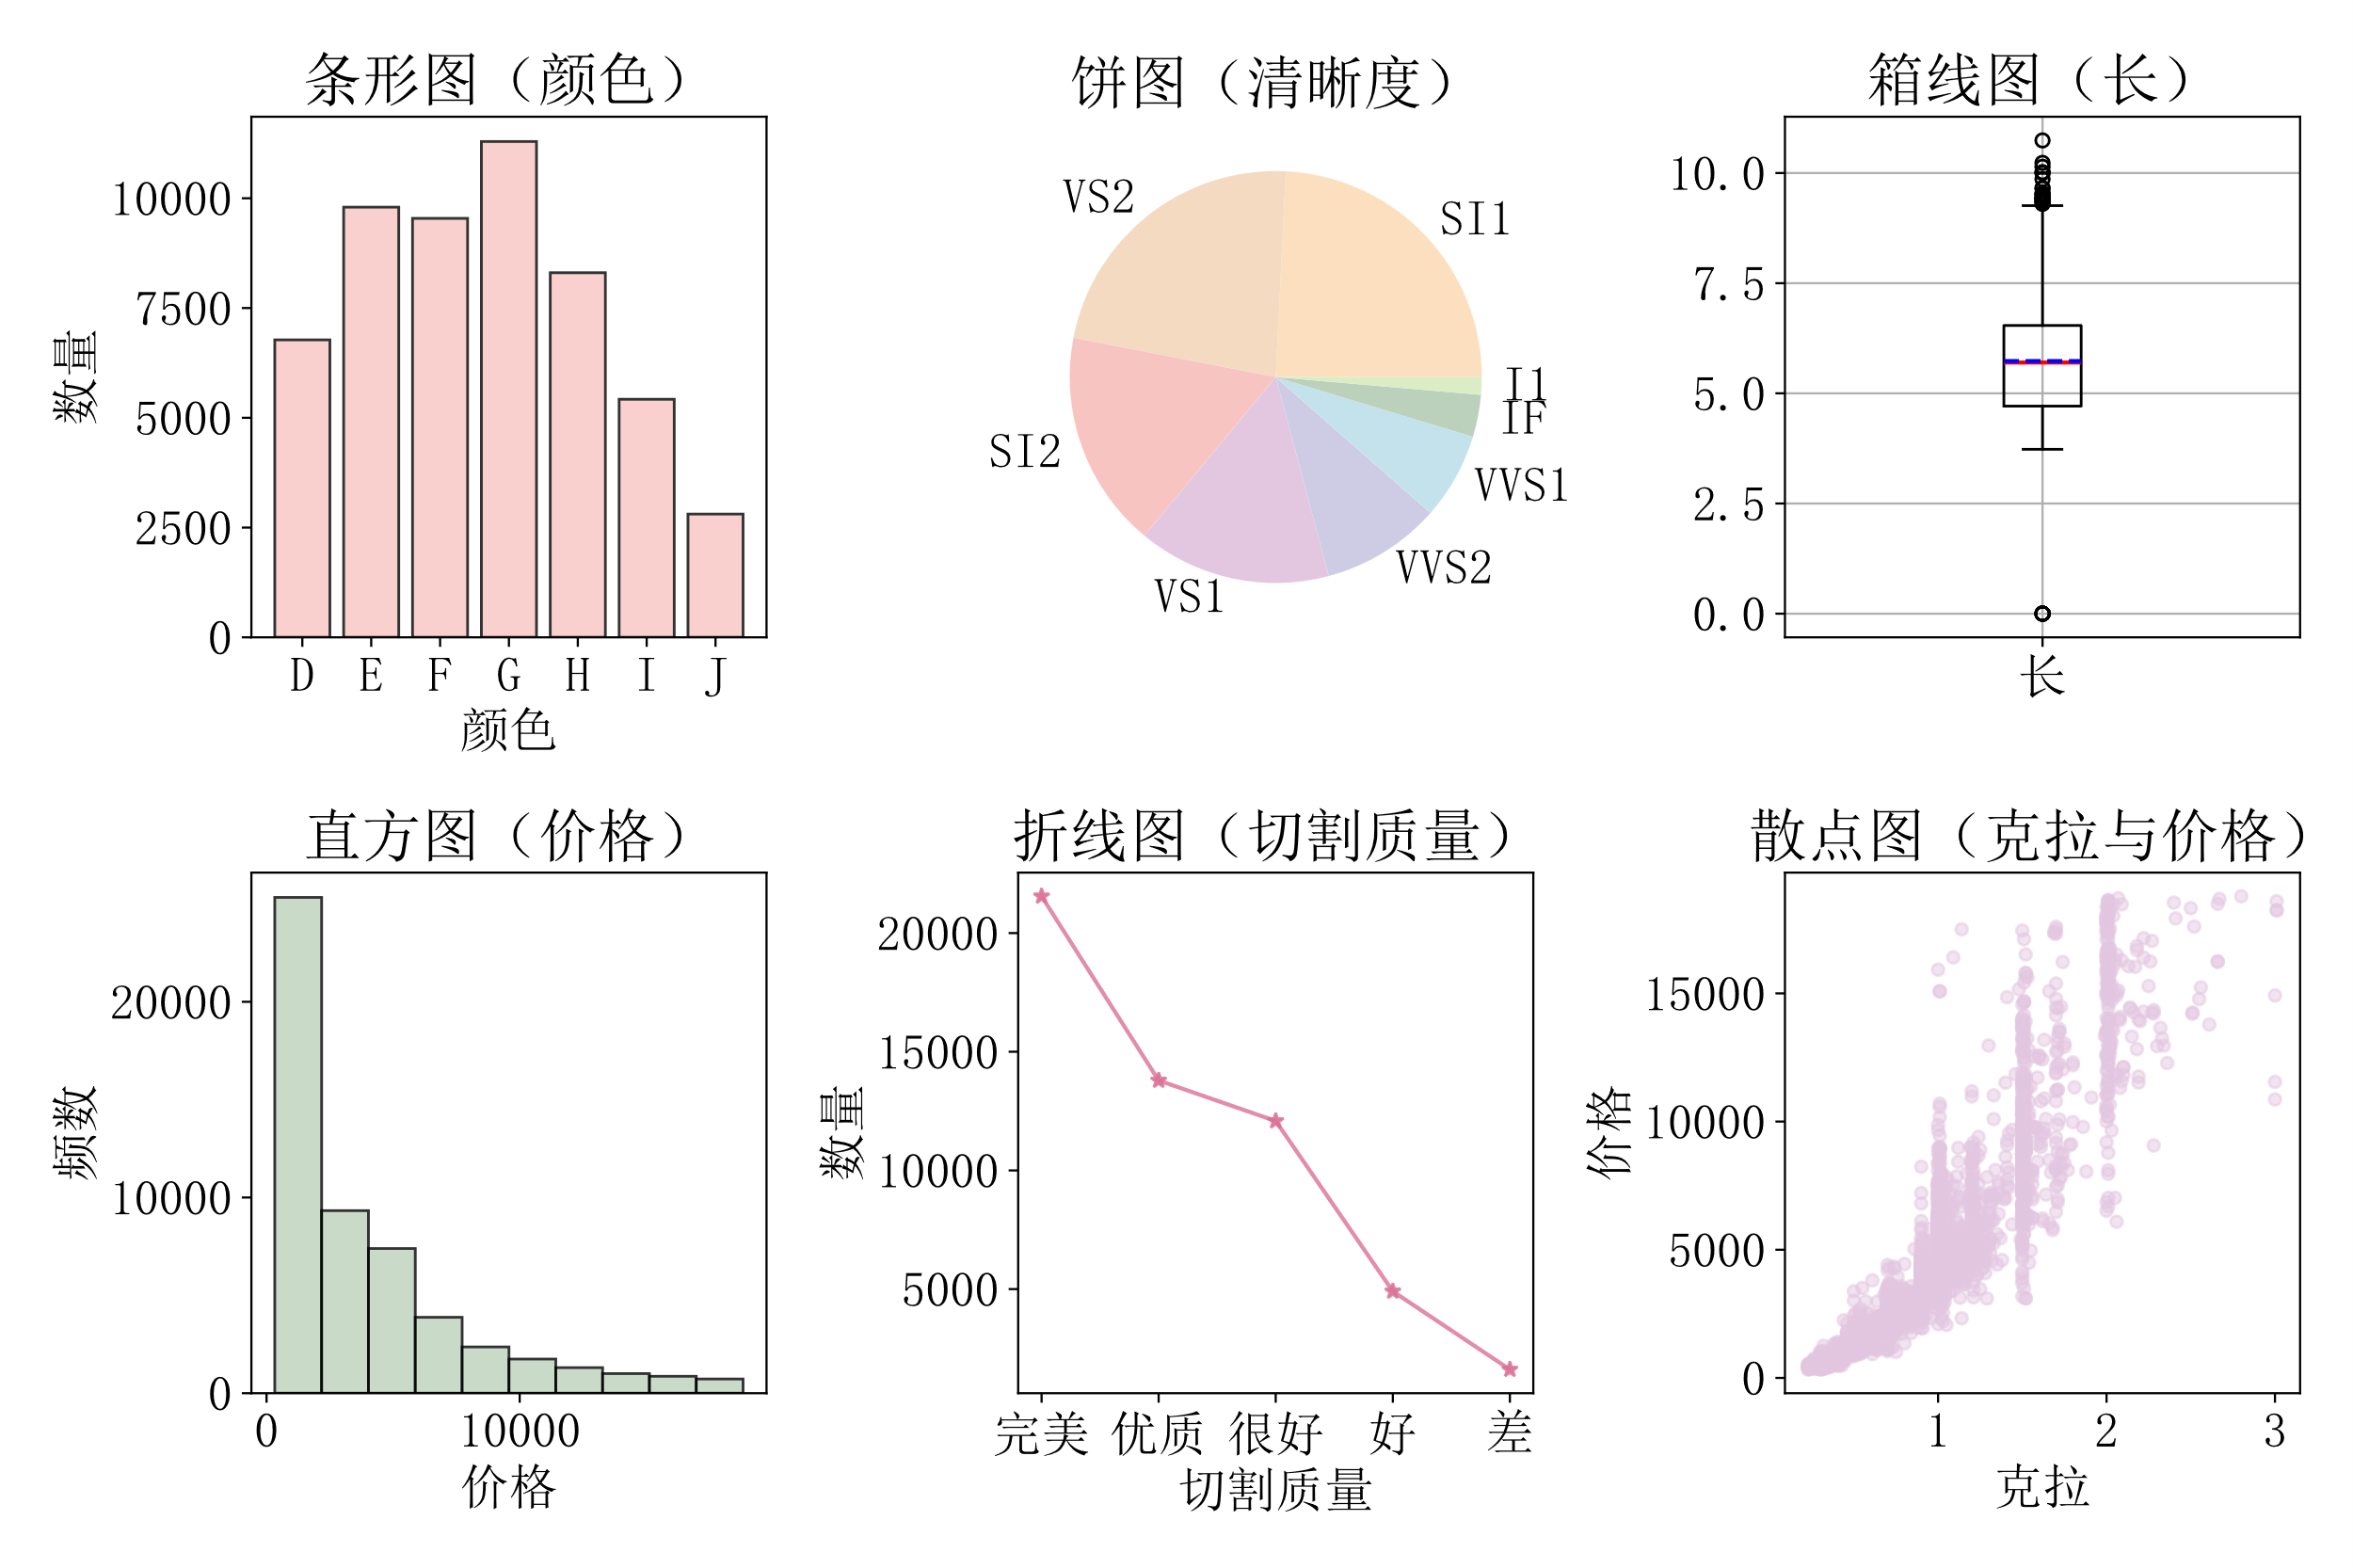 条形图（颜色）
数量
10000
7500
5000
2500
0
D E F G H I J
颜色
饼图（清晰度）
VS2
SI1
I1
IF
SI2
VVS1
VVS2
VS1
箱线图（长）
10.0
7.5
5.0
2.5
0.0
长
直方图（价格）
频数
20000
10000
0
0 10000
价格
折线图（切割质量）
数量
20000
15000
10000
5000
完美 优质 很好 好 差
切割质量
散点图（克拉与价格）
价格
15000
10000
5000
0
1 2 3
克拉